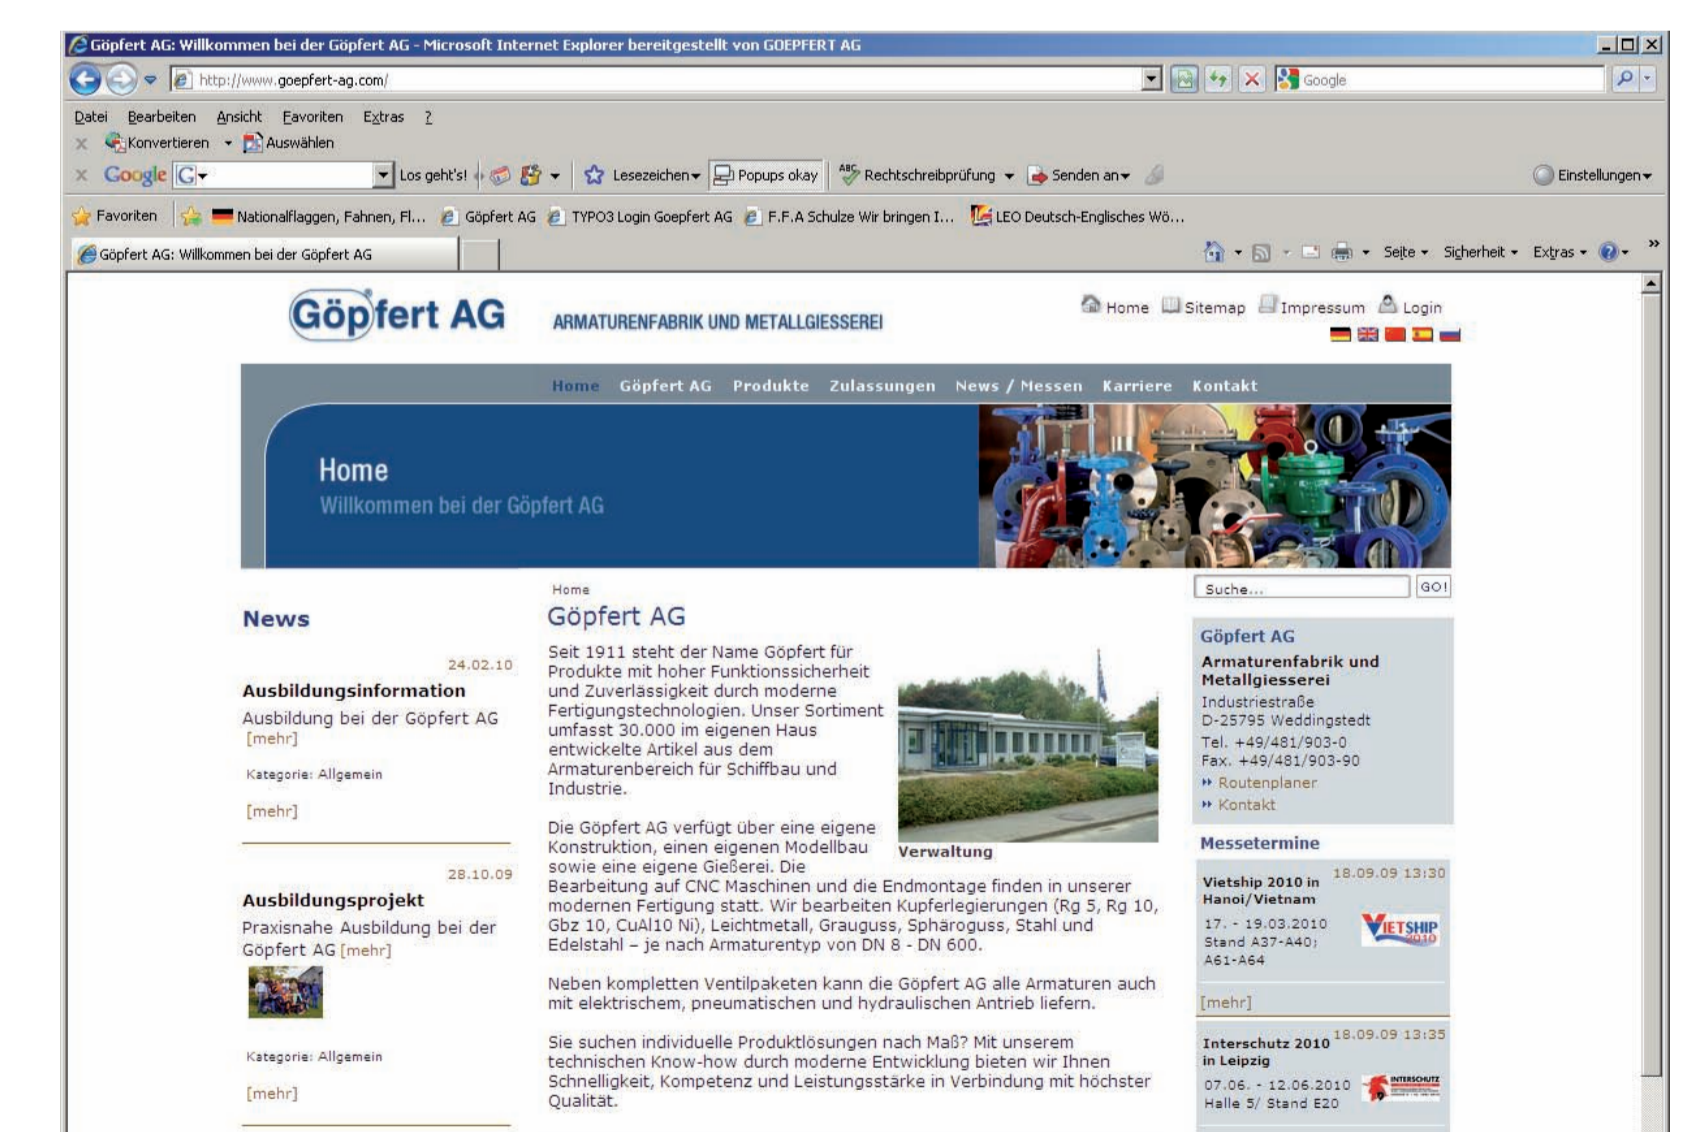 Göpfert AG: Willkommen bei der Göpfert AG - Microsoft Internet Explorer bereitgestellt von GOEPFERT AG
http://www.goepfert-ag.com/
Google
Datei Bearbeiten Ansicht Favoriten Extras ?
x Konvertieren Auswählen
x Google G Los geht's! Lesezeichen Popups okay ABC Rechtschreibprüfung Senden an Einstellungen
Favoriten Nationalflaggen, Fahnen, Fl... Göpfert AG TYPO3 Login Goepfert AG F.F.A Schulze Wir bringen I... LEO Deutsch-Englisches Wö...
Göpfert AG: Willkommen bei der Göpfert AG
Seite Sicherheit Extras ? »
Göpfert AG®
ARMATURENFABRIK UND METALLGIESSEREI
Home Sitemap Impressum Login
Home Göpfert AG Produkte Zulassungen News / Messen Karriere Kontakt
Home
Willkommen bei der Göpfert AG
News
24.02.10
Ausbildungsinformation
Ausbildung bei der Göpfert AG
[mehr]
Kategorie: Allgemein
[mehr]
28.10.09
Ausbildungsprojekt
Praxisnahe Ausbildung bei der
Göpfert AG [mehr]
Kategorie: Allgemein
[mehr]
Home
Göpfert AG
Seit 1911 steht der Name Göpfert für
Produkte mit hoher Funktionssicherheit
und Zuverlässigkeit durch moderne
Fertigungstechnologien. Unser Sortiment
umfasst 30.000 im eigenen Haus
entwickelte Artikel aus dem
Armaturenbereich für Schiffbau und
Industrie.
Die Göpfert AG verfügt über eine eigene
Konstruktion, einen eigenen Modellbau
sowie eine eigene Gießerei. Die
Bearbeitung auf CNC Maschinen und die Endmontage finden in unserer
modernen Fertigung statt. Wir bearbeiten Kupferlegierungen (Rg 5, Rg 10,
Gbz 10, CuAl10 Ni), Leichtmetall, Grauguss, Sphäroguss, Stahl und
Edelstahl – je nach Armaturentyp von DN 8 - DN 600.
Neben kompletten Ventilpaketen kann die Göpfert AG alle Armaturen auch
mit elektrischem, pneumatischen und hydraulischen Antrieb liefern.
Sie suchen individuelle Produktlösungen nach Maß? Mit unserem
technischen Know-how durch moderne Entwicklung bieten wir Ihnen
Schnelligkeit, Kompetenz und Leistungsstärke in Verbindung mit höchster
Qualität.
Verwaltung
Suche... GO!
Göpfert AG
Armaturenfabrik und
Metallgiesserei
Industriestraße
D-25795 Weddingstedt
Tel. +49/481/903-0
Fax. +49/481/903-90
» Routenplaner
» Kontakt
Messetermine
18.09.09 13:30
Vietship 2010 in
Hanoi/Vietnam
17. - 19.03.2010
Stand A37-A40;
A61-A64
VIETSHIP
2010
[mehr]
18.09.09 13:35
Interschutz 2010
in Leipzig
07.06. - 12.06.2010
Halle 5/ Stand E20
INTERSCHUTZ